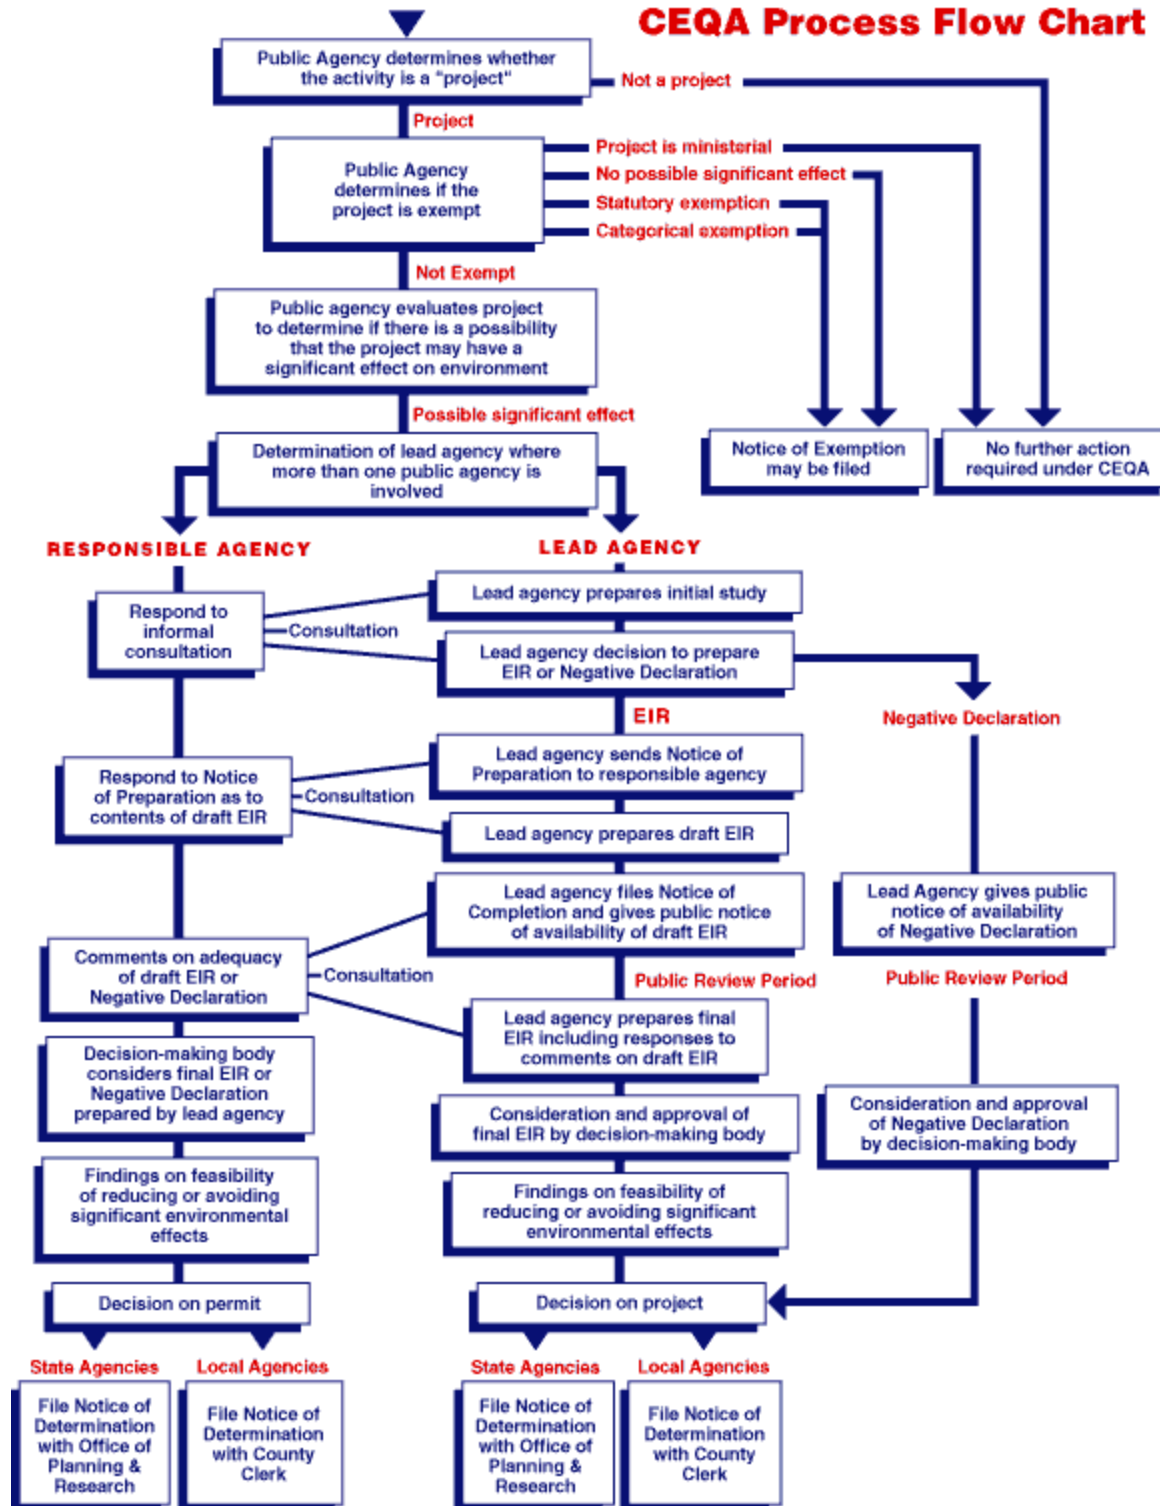 CEQA Process Flow Chart
Public Agency determines whether
the activity is a "project"
Not a project
Project
Public Agency
determines if the
project is exempt
Project is ministerial
No possible significant effect
Statutory exemption
Categorical exemption
Not Exempt
Public agency evaluates project
to determine if there is a possibility
that the project may have a
significant effect on environment
Possible significant effect
Determination of lead agency where
more than one public agency is
involved
Notice of Exemption
may be filed
No further action
required under CEQA
RESPONSIBLE AGENCY
LEAD AGENCY
Respond to
informal
consultation
Consultation
Lead agency prepares initial study
Lead agency decision to prepare
EIR or Negative Declaration
EIR
Negative Declaration
Respond to Notice
of Preparation as to
contents of draft EIR
Consultation
Lead agency sends Notice of
Preparation to responsible agency
Lead agency prepares draft EIR
Lead agency files Notice of
Completion and gives public notice
of availability of draft EIR
Lead Agency gives public
notice of availability
of Negative Declaration
Comments on adequacy
of draft EIR or
Negative Declaration
Consultation
Public Review Period
Public Review Period
Lead agency prepares final
EIR including responses to
comments on draft EIR
Decision-making body
considers final EIR or
Negative Declaration
prepared by lead agency
Consideration and approval of
final EIR by decision-making body
Consideration and approval
of Negative Declaration
by decision-making body
Findings on feasibility
of reducing or avoiding
significant environmental
effects
Findings on feasibility of
reducing or avoiding significant
environmental effects
Decision on permit
Decision on project
State Agencies
Local Agencies
State Agencies
Local Agencies
File Notice of
Determination
with Office of
Planning &
Research
File Notice of
Determination
with County
Clerk
File Notice of
Determination
with Office of
Planning &
Research
File Notice of
Determination
with County
Clerk